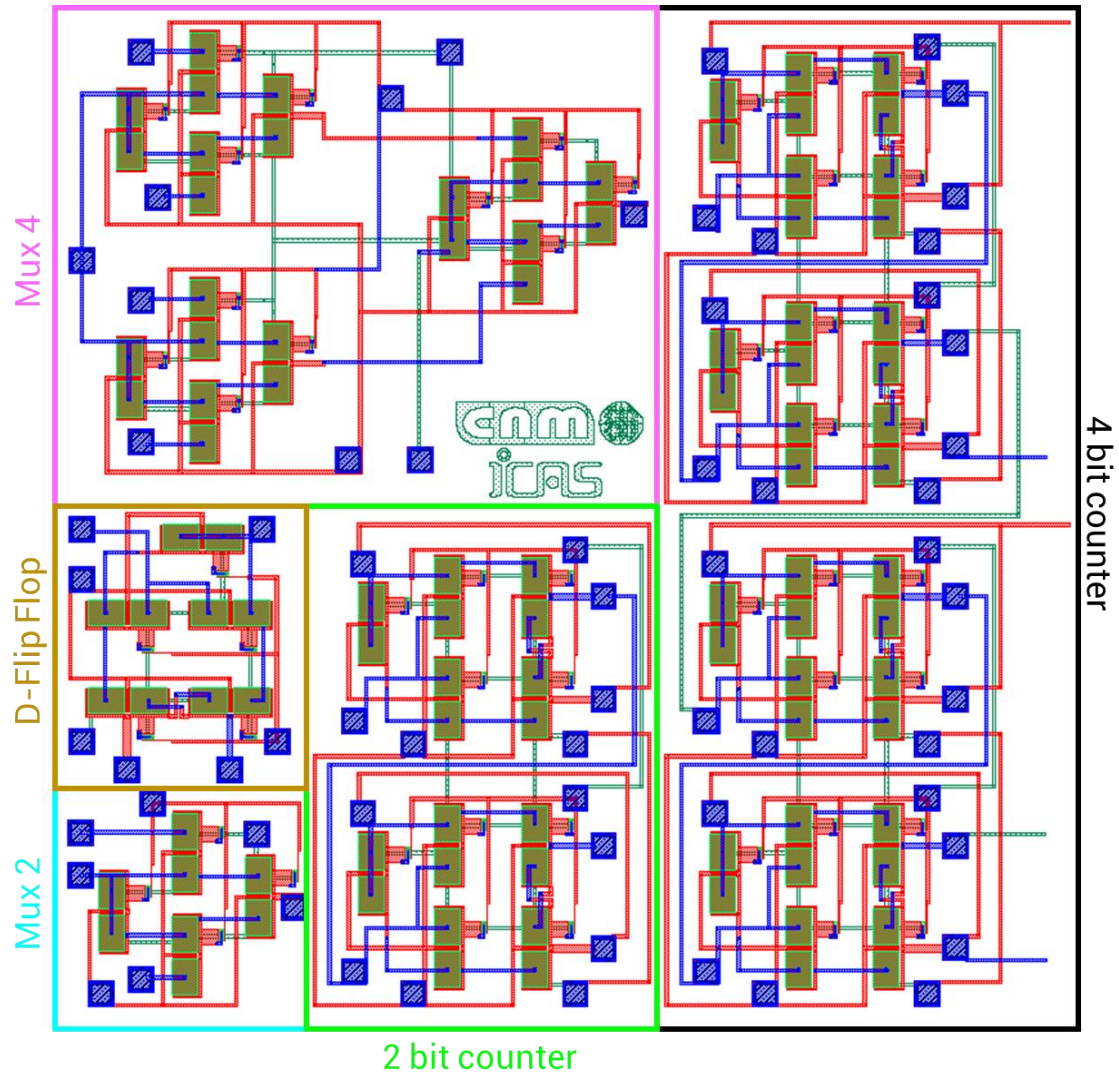 Mux 4
cnm
icas
4 bit counter
D-Flip Flop
Mux 2
2 bit counter